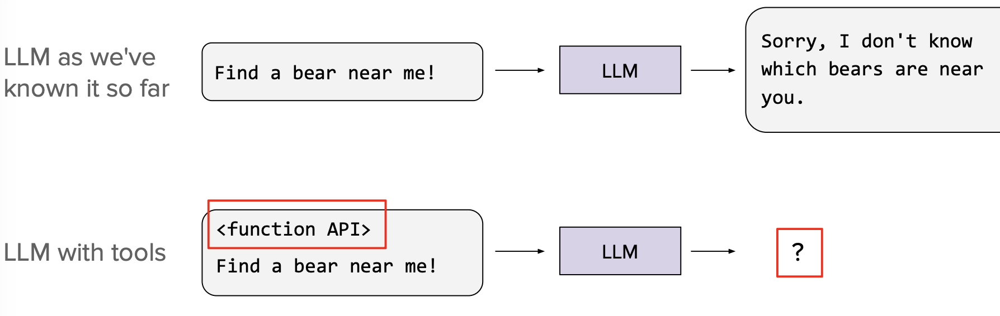 LLM as we've
known it so far
Find a bear near me!
LLM
Sorry, I don't know
which bears are near
you.
LLM with tools
<function API>
Find a bear near me!
LLM
?